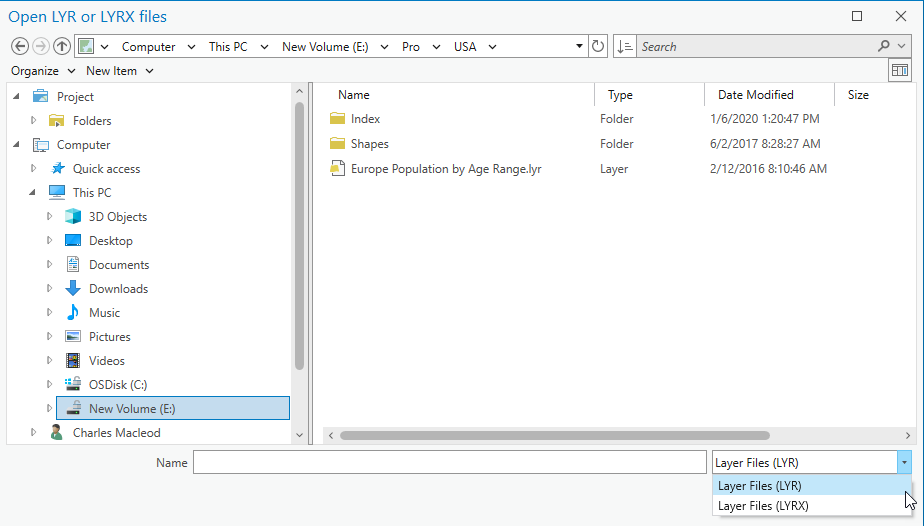 Open LYR or LYRX files
Computer This PC New Volume (E:) Pro USA Search
Organize New Item
Project
Folders
Computer
Quick access
This PC
3D Objects
Desktop
Documents
Downloads
Music
Pictures
Videos
OSDisk (C:)
New Volume (E:)
Charles Macleod
Name Type Date Modified Size
Index Folder 1/6/2020 1:20:47 PM
Shapes Folder 6/2/2017 8:28:27 AM
Europe Population by Age Range.lyr Layer 2/12/2016 8:10:46 AM
Name Layer Files (LYR)
Layer Files (LYR)
Layer Files (LYRX)